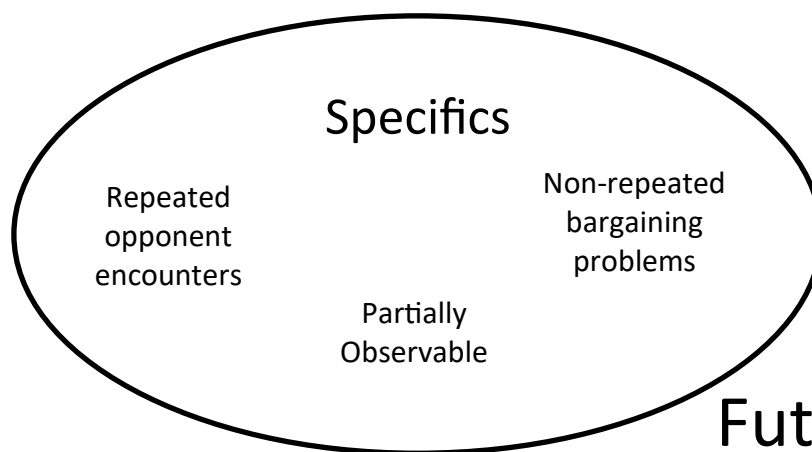 Specifics
Repeated
opponent
encounters
Non-repeated
bargaining
problems
Partially
Observable
Fut